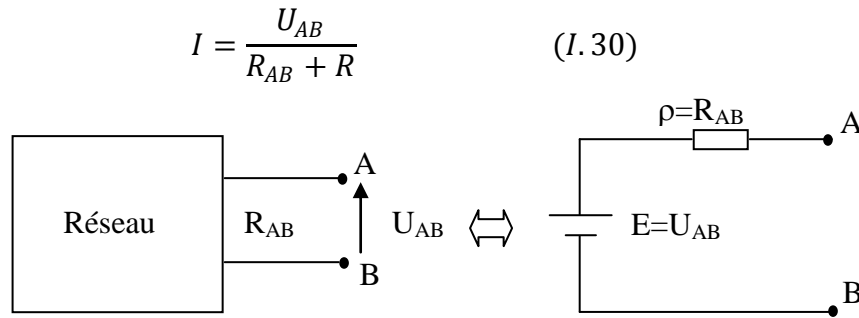 I = U_AB / (R_AB + R) (I.30)
ρ=R_AB
A
A
Réseau
R_AB
U_AB
E=U_AB
B
B